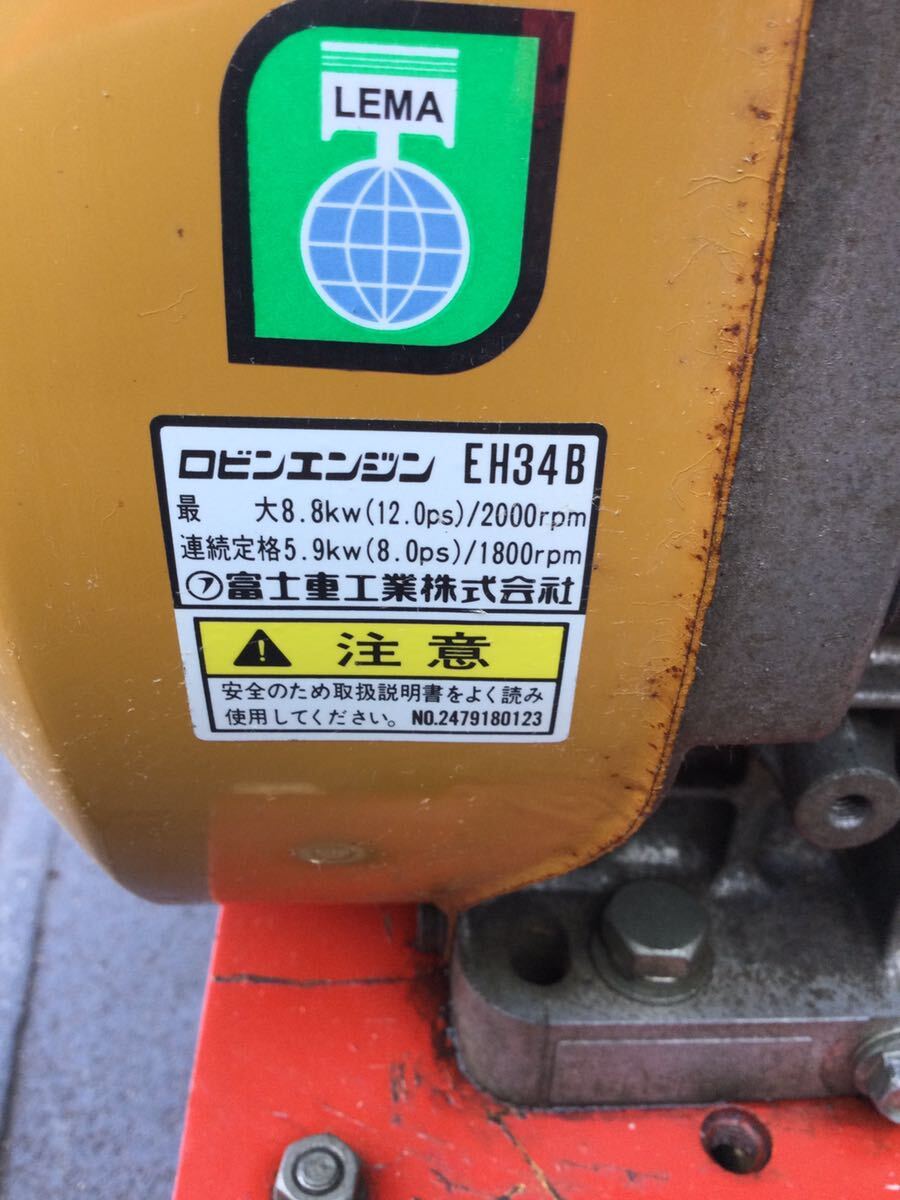 LEMA
ロビンエンジン EH34B
最　大8.8kw(12.0ps)/2000rpm
連続定格5.9kw(8.0ps)/1800rpm
富士重工業株式会社
注意
安全のため取扱説明書をよく読み
使用してください。 NO.2479180123